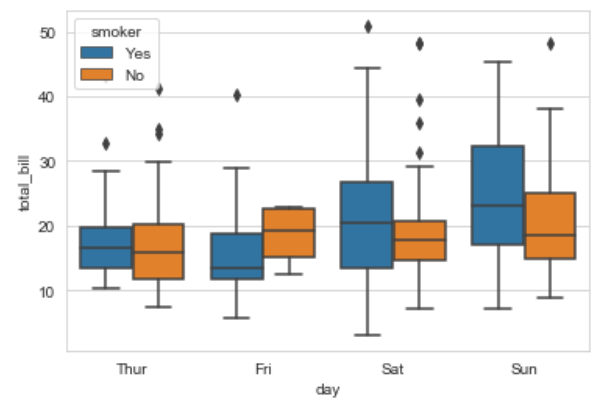 smoker
Yes
No
50
40
30
20
10
total_bill
Thur Fri Sat Sun
day